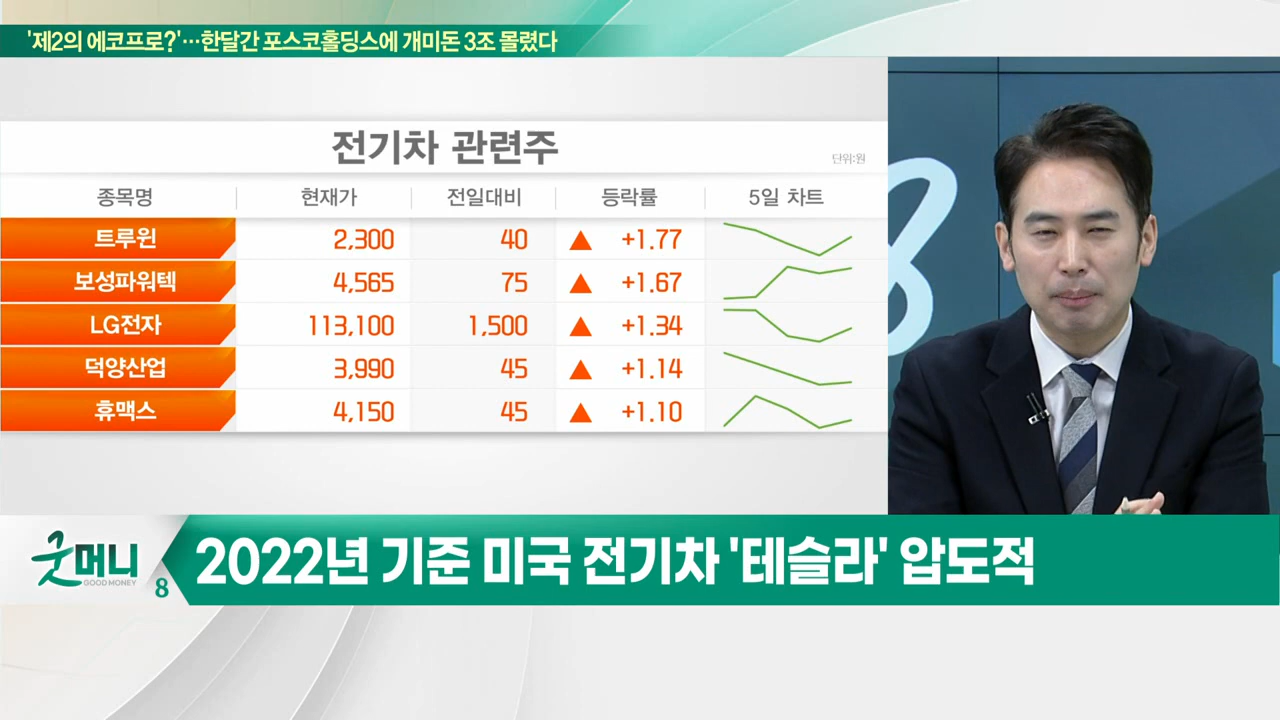 '제2의 에코프로?'…한달간 포스코홀딩스에 개미돈 3조 몰렸다
전기차 관련주
단위:원
종목명 현재가 전일대비 등락률 5일 차트
트루윈 2,300 40 ▲ +1.77
보성파워텍 4,565 75 ▲ +1.67
LG전자 113,100 1,500 ▲ +1.34
덕양산업 3,990 45 ▲ +1.14
휴맥스 4,150 45 ▲ +1.10
굿머니
GOOD MONEY
8
2022년 기준 미국 전기차 '테슬라' 압도적